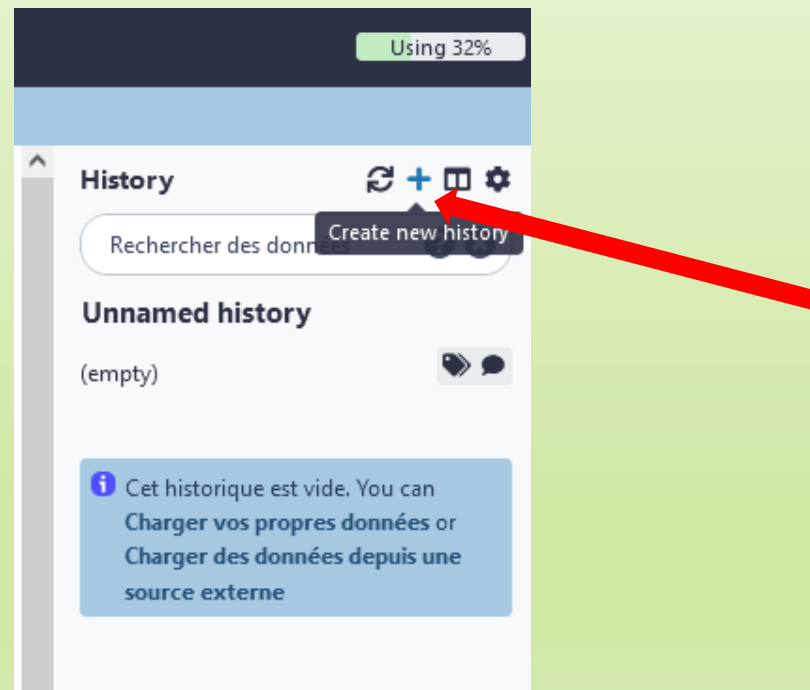 Using 32%
History
Create new history
Rechercher des données
Unnamed history
(empty)
Cet historique est vide. You can
Charger vos propres données or
Charger des données depuis une
source externe